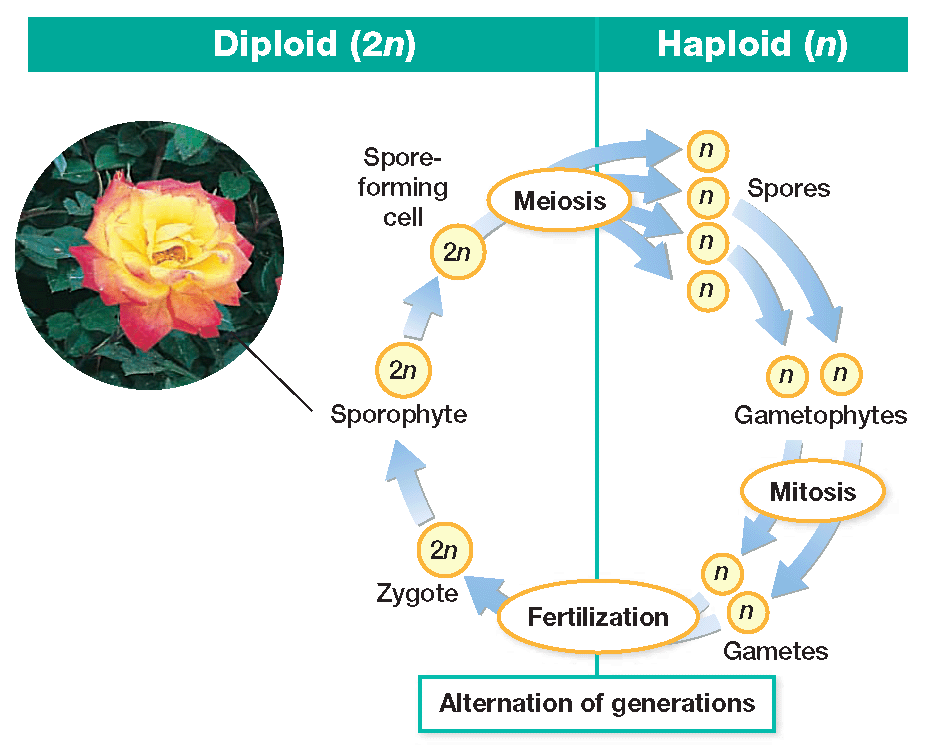 Diploid (2n)
Haploid (n)
Spore-
forming
cell
2n
Meiosis
n
n
n
n
Spores
2n
Sporophyte
n
n
Gametophytes
Mitosis
2n
Zygote
Fertilization
n
n
Gametes
Alternation of generations